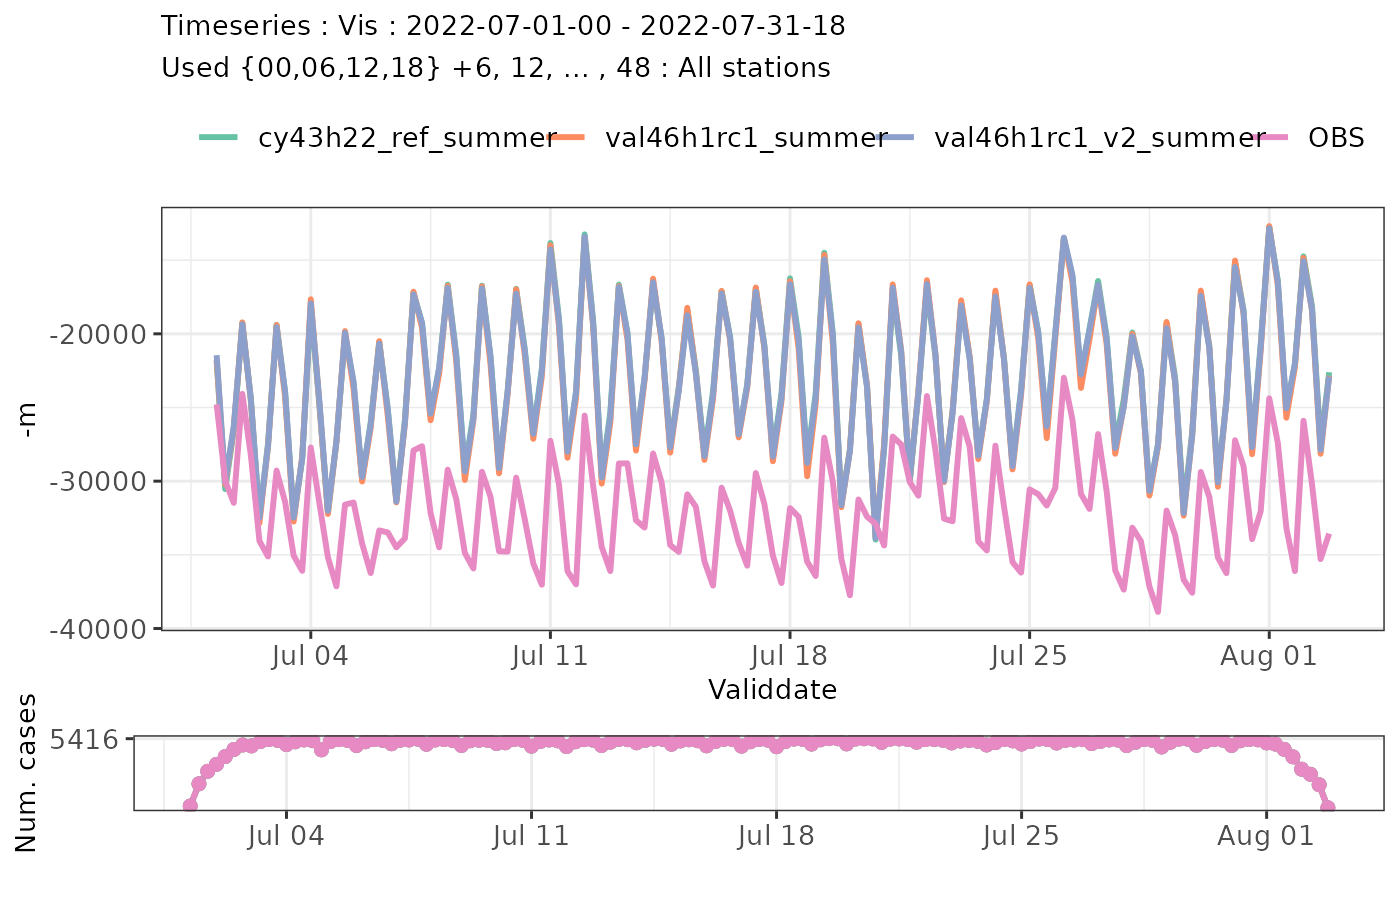 Timeseries : Vis : 2022-07-01-00 - 2022-07-31-18
Used {00,06,12,18} +6, 12, ... , 48 : All stations
cy43h22_ref_summer val46h1rc1_summer val46h1rc1_v2_summer OBS
-m
-20000
-30000
-40000
Jul 04 Jul 11 Jul 18 Jul 25 Aug 01
Validdate
Num. cases
5416
Jul 04 Jul 11 Jul 18 Jul 25 Aug 01